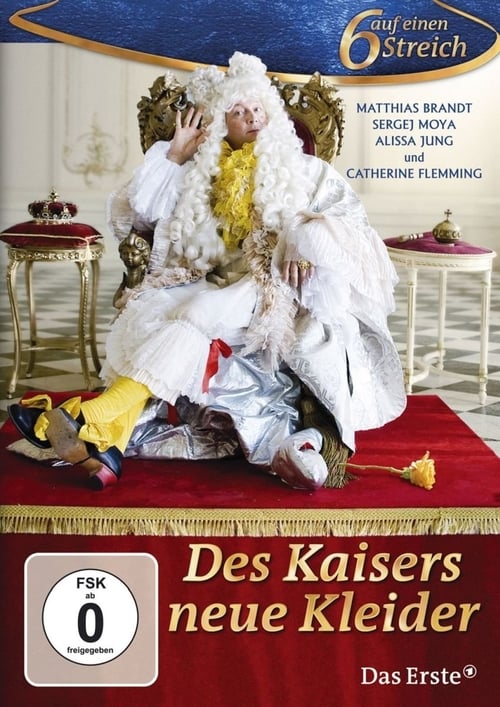 6 auf einen
Streich
MATTHIAS BRANDT
SERGEJ MOYA
ALISSA JUNG
und
CATHERINE FLEMMING
FSK
ab
0
freigegeben
Des Kaisers
neue Kleider
Das Erste